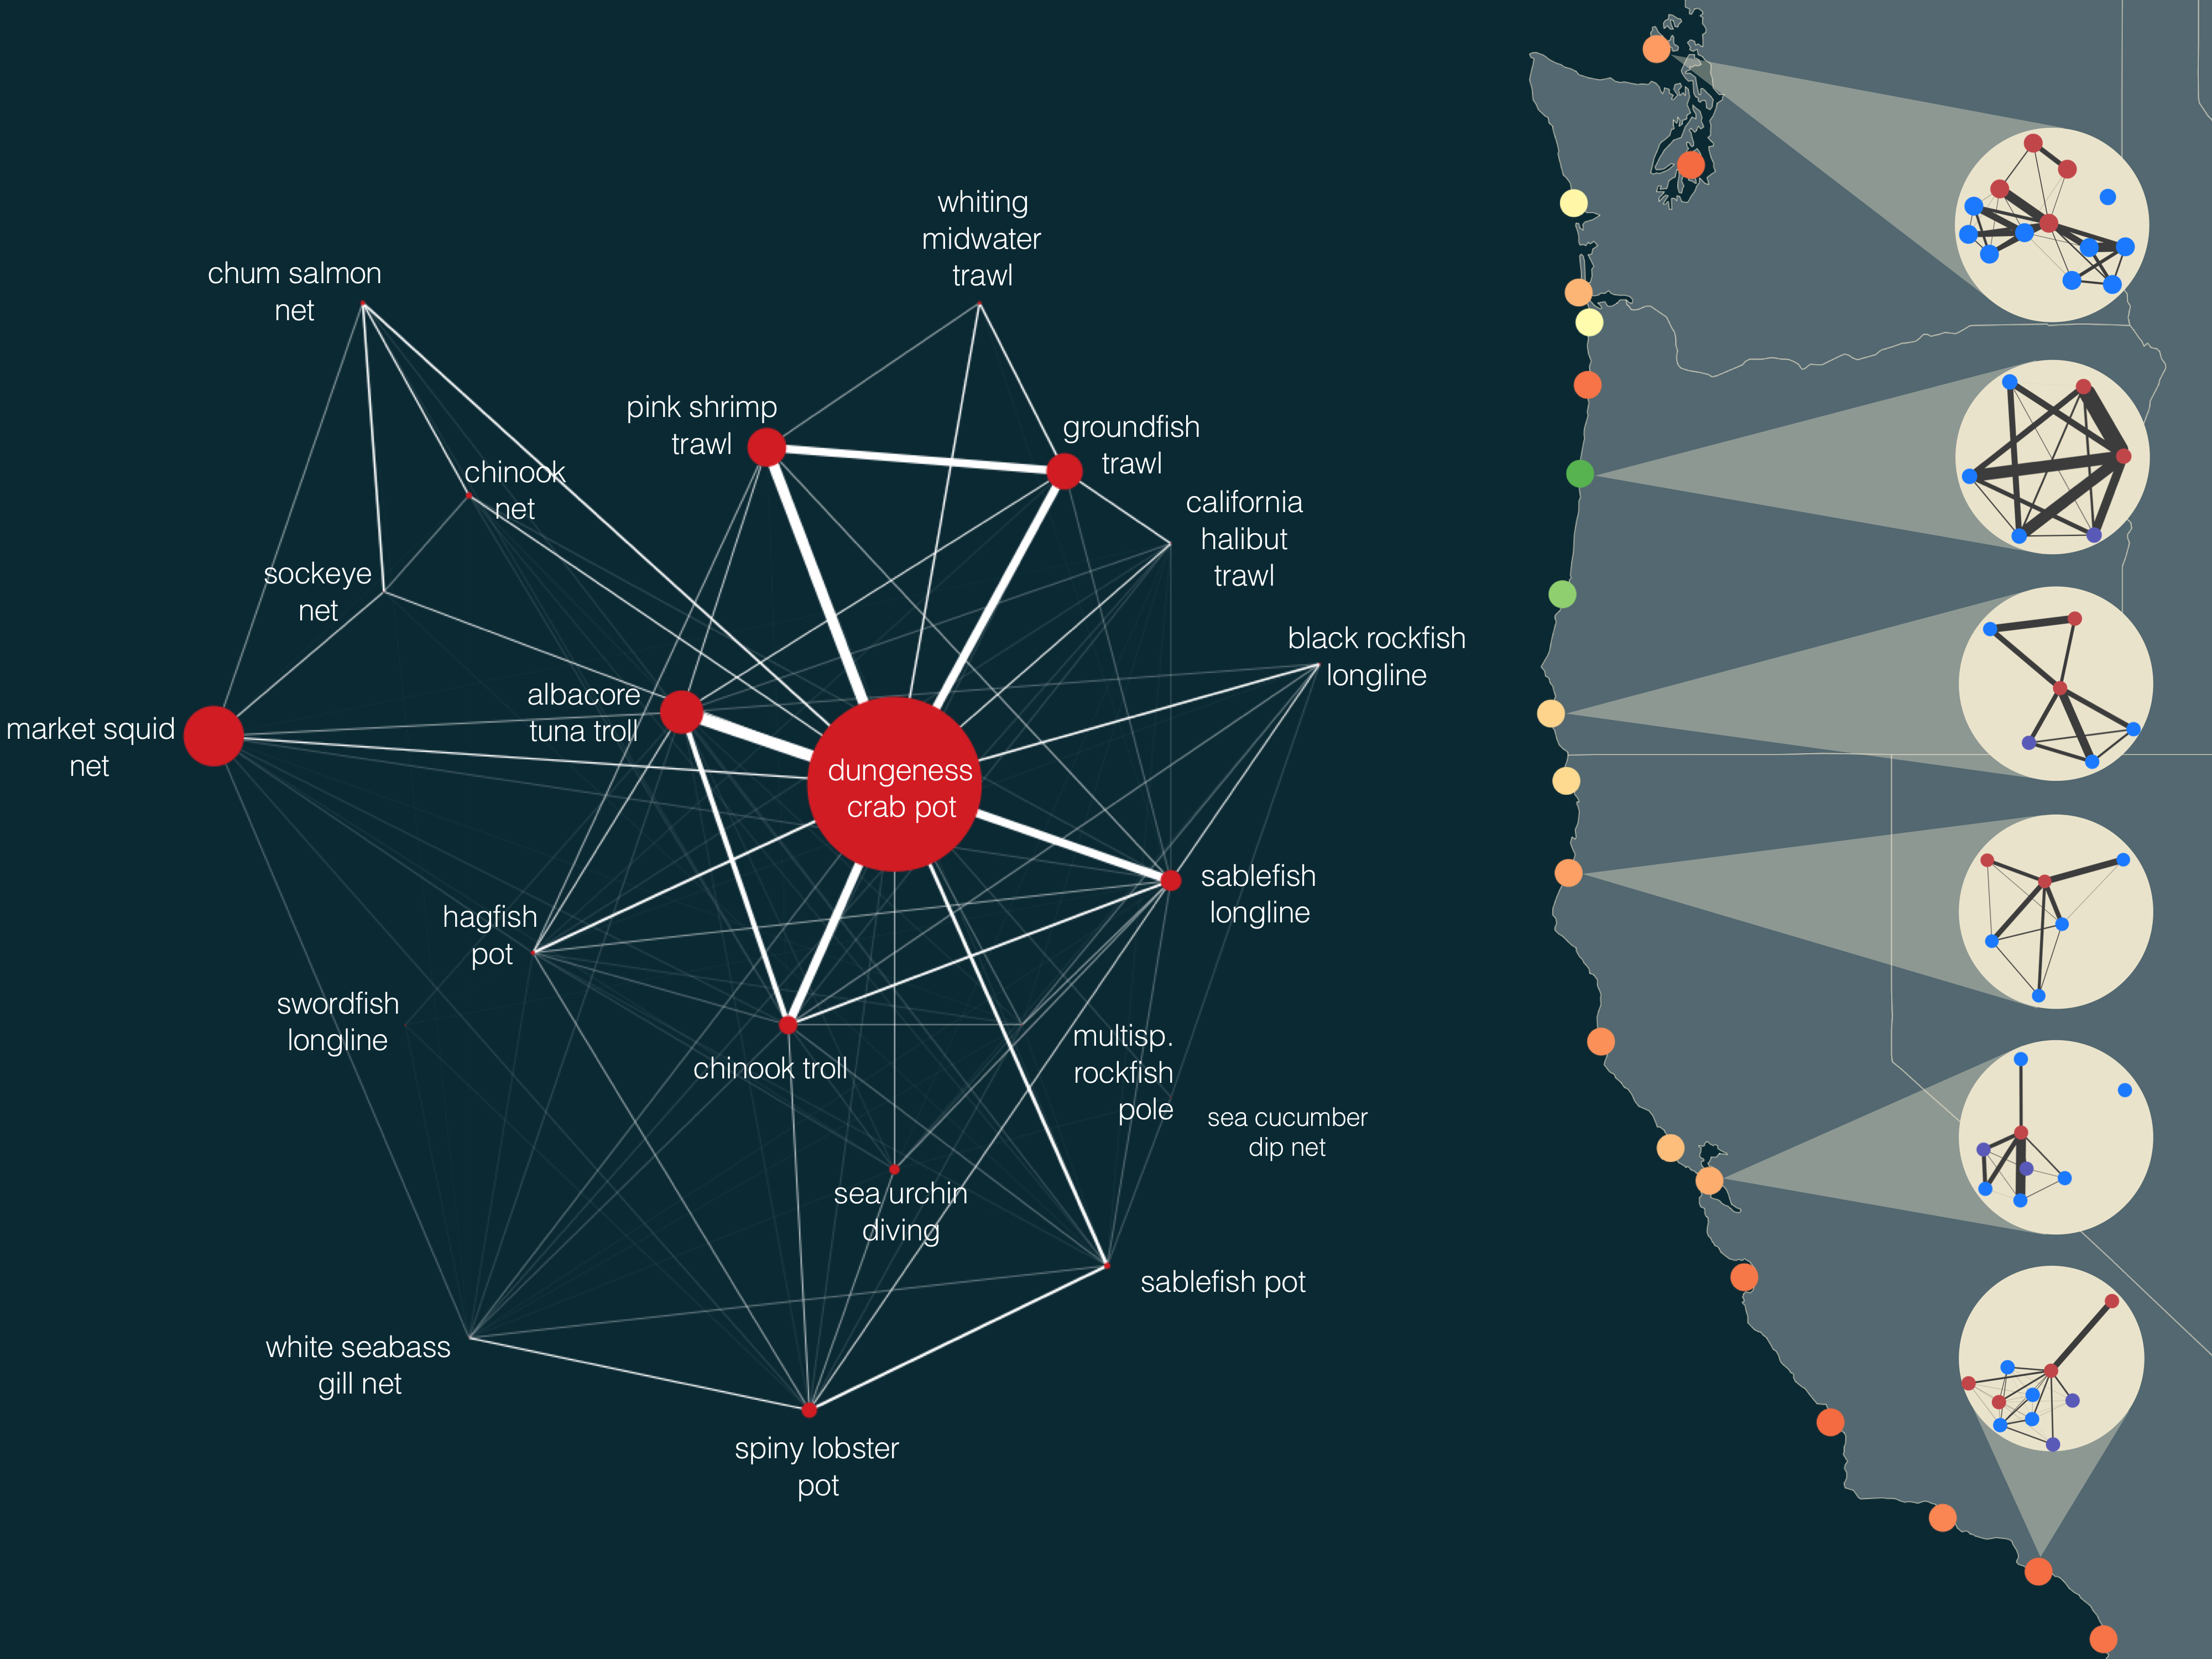 whiting
midwater
trawl
chum salmon
net
pink shrimp
trawl
groundfish
trawl
chinook
net
california
halibut
trawl
sockeye
net
black rockfish
longline
albacore
tuna troll
market squid
net
dungeness
crab pot
sablefish
longline
hagfish
pot
swordfish
longline
chinook troll
multisp.
rockfish
pole
sea cucumber
dip net
sea urchin
diving
sablefish pot
white seabass
gill net
spiny lobster
pot